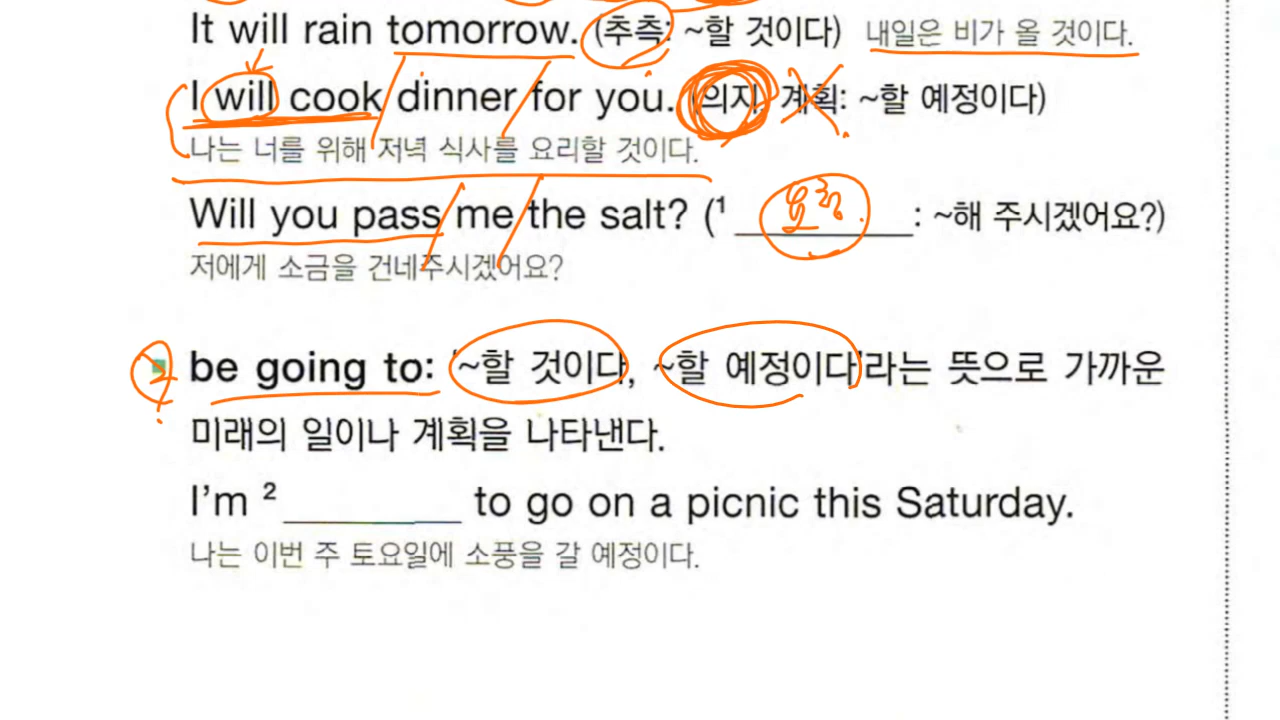 It will rain tomorrow. (추측: ~할 것이다) 내일은 비가 올 것이다.
I will cook dinner for you. (의지, 계획: ~할 예정이다)
나는 너를 위해 저녁 식사를 요리할 것이다.
Will you pass me the salt? (¹ 요청 : ~해 주시겠어요?)
저에게 소금을 건네주시겠어요?
2
be going to: '~할 것이다, ~할 예정이다'라는 뜻으로 가까운
미래의 일이나 계획을 나타낸다.
I'm ² ________ to go on a picnic this Saturday.
나는 이번 주 토요일에 소풍을 갈 예정이다.